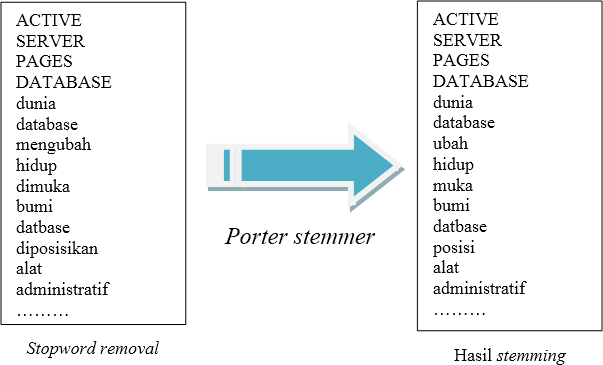 ACTIVE
SERVER
PAGES
DATABASE
dunia
database
mengubah
hidup
dimuka
bumi
datbase
diposisikan
alat
administratif
………
Stopword removal
Porter stemmer
ACTIVE
SERVER
PAGES
DATABASE
dunia
database
ubah
hidup
muka
bumi
datbase
posisi
alat
administratif
………
Hasil stemming